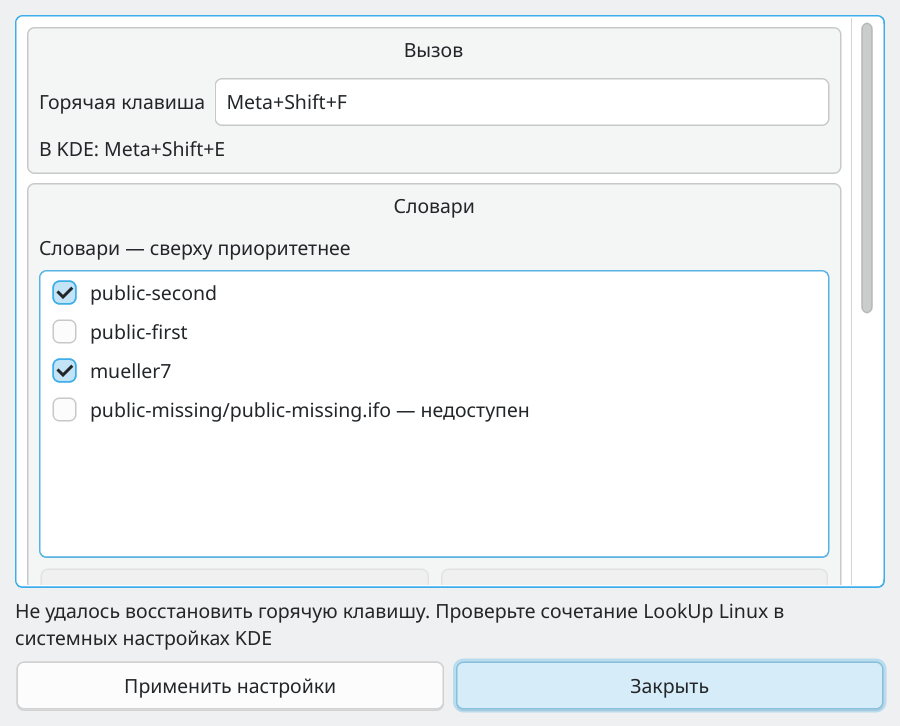 Вызов
Горячая клавиша Meta+Shift+F
В KDE: Meta+Shift+E
Словари
Словари — сверху приоритетнее
public-second
public-first
mueller7
public-missing/public-missing.ifo — недоступен
Не удалось восстановить горячую клавишу. Проверьте сочетание LookUp Linux в
системных настройках KDE
Применить настройки Закрыть